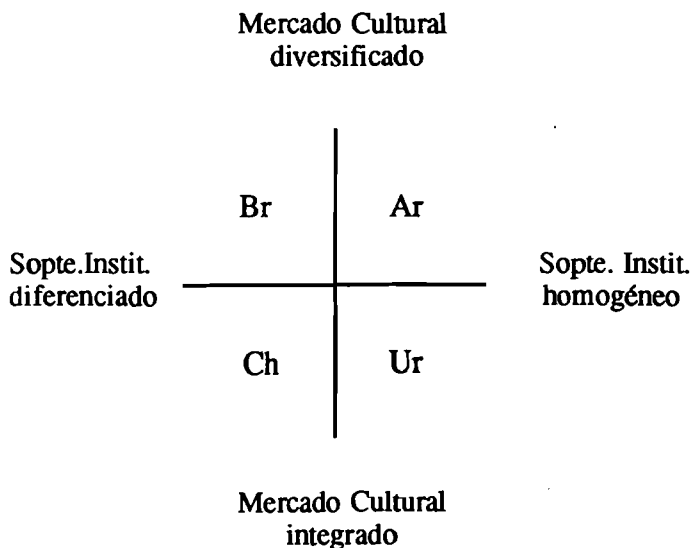 Mercado Cultural
diversificado
Br
Ar
Sopte.Instit.
diferenciado
Sopte. Instit.
homogéneo
Ch
Ur
Mercado Cultural
integrado